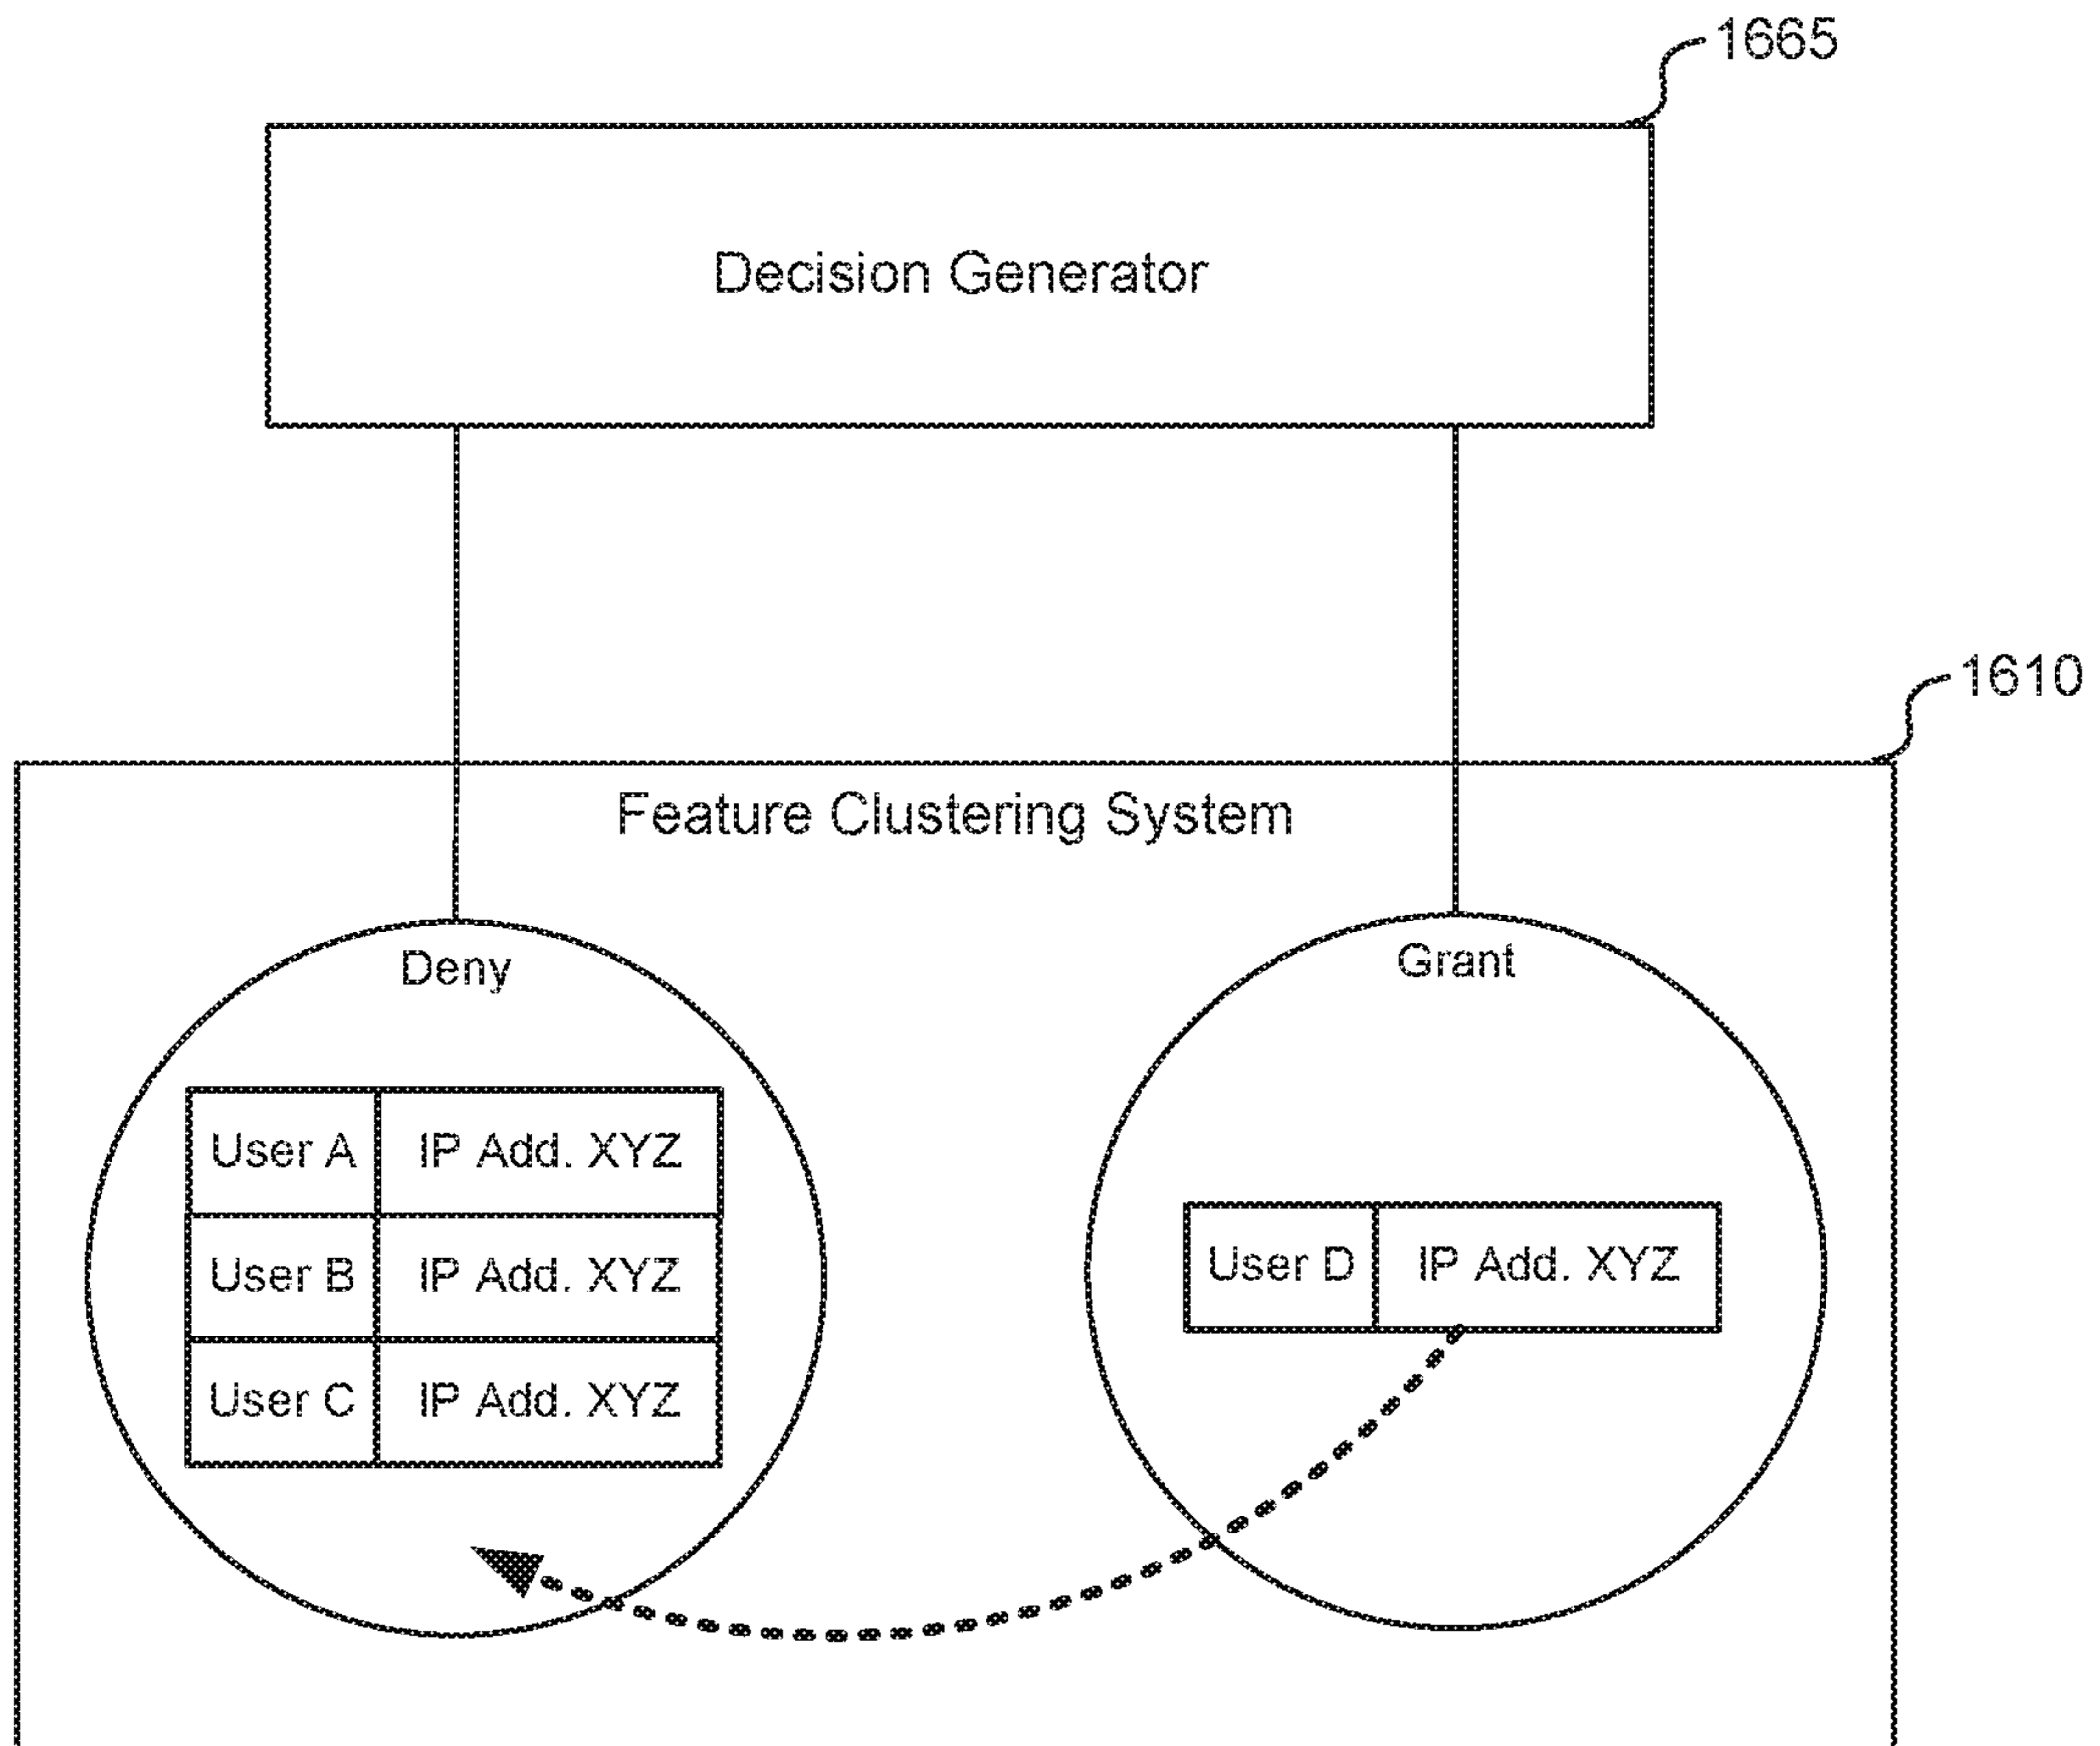 1665
Decision Generator
1610
Feature Clustering System
Deny
User A IP Add. XYZ
User B IP Add. XYZ
User C IP Add. XYZ
Grant
User D IP Add. XYZ